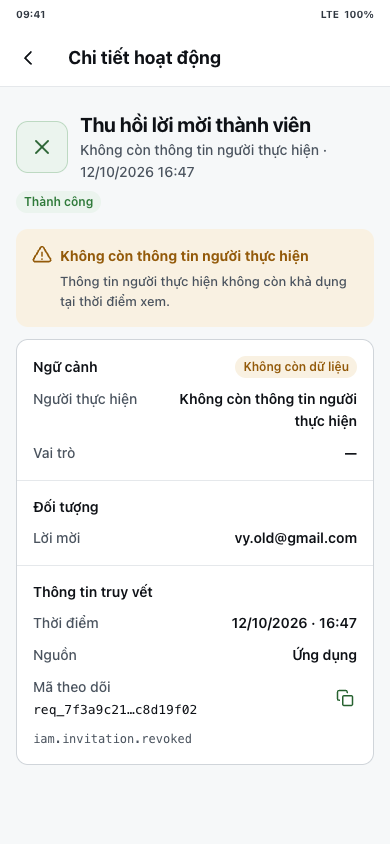 09:41
LTE 100%
Chi tiết hoạt động
Thu hồi lời mời thành viên
Không còn thông tin người thực hiện ·
12/10/2026 16:47
Thành công
Không còn thông tin người thực hiện
Thông tin người thực hiện không còn khả dụng
tại thời điểm xem.
Ngữ cảnh
Không còn dữ liệu
Người thực hiện
Không còn thông tin người
thực hiện
Vai trò
—
Đối tượng
Lời mời
vy.old@gmail.com
Thông tin truy vết
Thời điểm
12/10/2026 · 16:47
Nguồn
Ứng dụng
Mã theo dõi
req_7f3a9c21…c8d19f02
iam.invitation.revoked